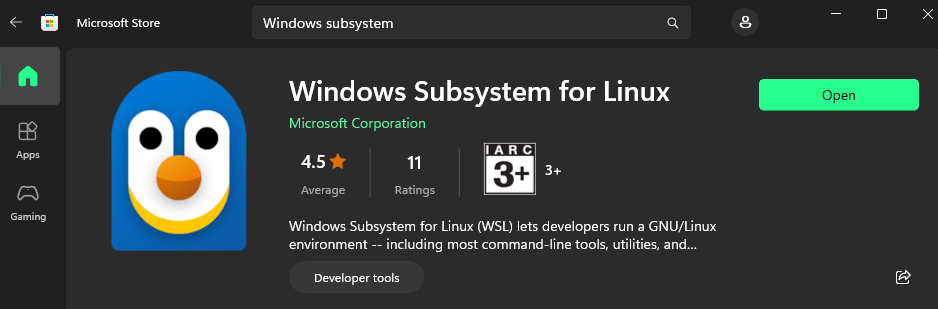 Microsoft Store
Windows subsystem
Windows Subsystem for Linux
Open
Microsoft Corporation
4.5
11
IARC
3+
3+
Average
Ratings
Apps
Gaming
Windows Subsystem for Linux (WSL) lets developers run a GNU/Linux
environment -- including most command-line tools, utilities, and...
Developer tools